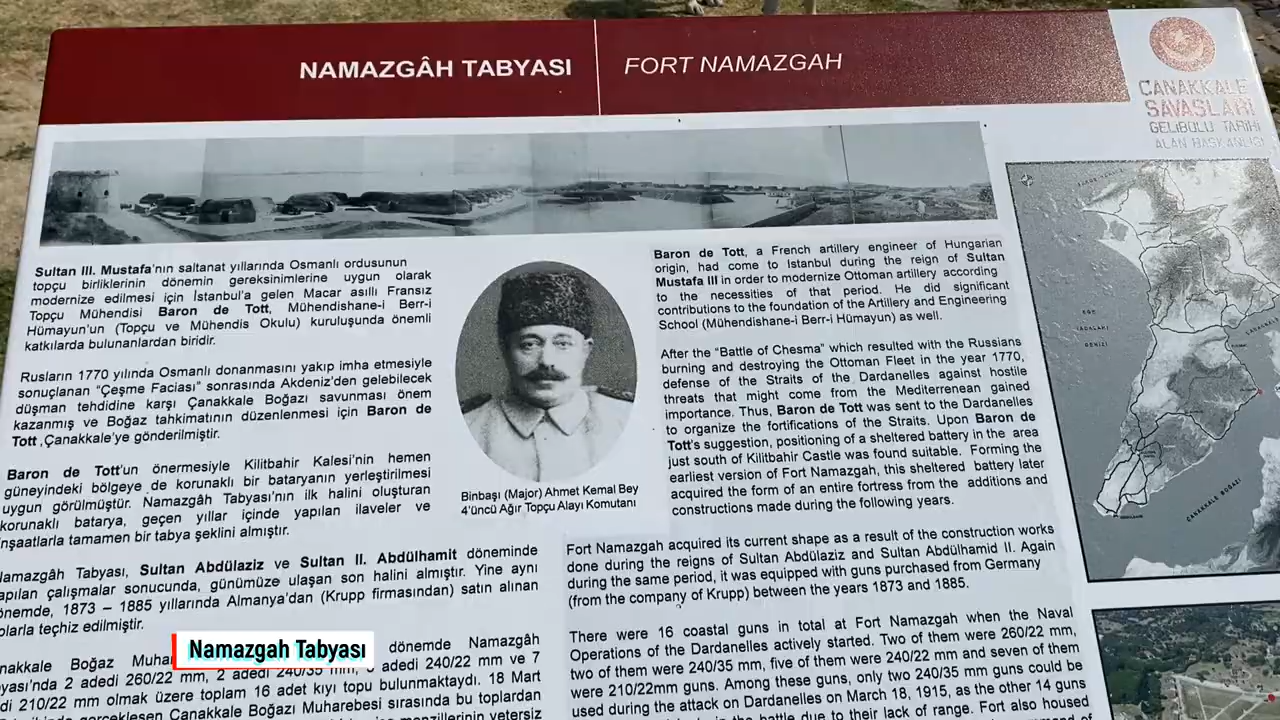 NAMAZGÂH TABYASI
FORT NAMAZGAH
ÇANAKKALE
SAVAŞLARI
GELİBOLU TARİHİ
ALAN BAŞKANLIĞI
Sultan III. Mustafa'nın saltanat yıllarında Osmanlı ordusunun
topçu birliklerinin dönemin gereksinimlerine uygun olarak
modernize edilmesi için İstanbul'a gelen Macar asıllı Fransız
Topçu Mühendisi Baron de Tott, Mühendishane-i Berr-i
Hümayun'un (Topçu ve Mühendis Okulu) kuruluşunda önemli
katkılarda bulunanlardan biridir.
Rusların 1770 yılında Osmanlı donanmasını yakıp imha etmesiyle
sonuçlanan "Çeşme Faciası" sonrasında Akdeniz'den gelebilecek
düşman tehdidine karşı Çanakkale Boğazı savunması önem
kazanmış ve Boğaz tahkimatının düzenlenmesi için Baron de
Tott ,Çanakkale'ye gönderilmiştir.
Baron de Tott'un önermesiyle Kilitbahir Kalesi'nin hemen
güneyindeki bölgeye de korunaklı bir bataryanın yerleştirilmesi
uygun görülmüştür. Namazgâh Tabyası'nın ilk halini oluşturan
korunaklı batarya, geçen yıllar içinde yapılan ilaveler ve
inşaatlarla tamamen bir tabya şeklini almıştır.
Namazgâh Tabyası, Sultan Abdülaziz ve Sultan II. Abdülhamit döneminde
yapılan çalışmalar sonucunda, günümüze ulaşan son halini almıştır. Yine aynı
dönemde, 1873 – 1885 yıllarında Almanya'dan (Krupp firmasından) satın alınan
toplarla teçhiz edilmiştir.
dönemde Namazgâh
2 adedi 260/22 mm, 2 adedi 240/35 mm, adedi 240/22 mm ve 7
210/22 mm olmak üzere toplam 16 adet kıyı topu bulunmaktaydı. 18 Mart
gerçekleşen Çanakkale Boğazı Muharebesi sırasında bu toplardan
menzillerinin yetersiz
Binbaşı (Major) Ahmet Kemal Bey
4'üncü Ağır Topçu Alayı Komutanı
Baron de Tott, a French artillery engineer of Hungarian
origin, had come to Istanbul during the reign of Sultan
Mustafa III in order to modernize Ottoman artillery according
to the necessities of that period. He did significant
contributions to the foundation of the Artillery and Engineering
School (Mühendishane-i Berr-i Hümayun) as well.
After the "Battle of Chesma" which resulted with the Russians
burning and destroying the Ottoman Fleet in the year 1770,
defense of the Straits of the Dardanelles against hostile
threats that might come from the Mediterranean gained
importance. Thus, Baron de Tott was sent to the Dardanelles
to organize the fortifications of the Straits. Upon Baron de
Tott's suggestion, positioning of a sheltered battery in the area
just south of Kilitbahir Castle was found suitable. Forming the
earliest version of Fort Namazgah, this sheltered battery later
acquired the form of an entire fortress from the additions and
constructions made during the following years.
Fort Namazgah acquired its current shape as a result of the construction works
done during the reigns of Sultan Abdülaziz and Sultan Abdülhamid II. Again
during the same period, it was equipped with guns purchased from Germany
(from the company of Krupp) between the years 1873 and 1885.
There were 16 coastal guns in total at Fort Namazgah when the Naval
Operations of the Dardanelles actively started. Two of them were 260/22 mm,
two of them were 240/35 mm, five of them were 240/22 mm and seven of them
were 210/22mm guns. Among these guns, only two 240/35 mm guns could be
used during the attack on Dardanelles on March 18, 1915, as the other 14 guns
in the battle due to their lack of range. Fort also housed
EGE
ADALARI
DENİZİ
ÇANAKKALE BOĞAZI
Namazgah Tabyası